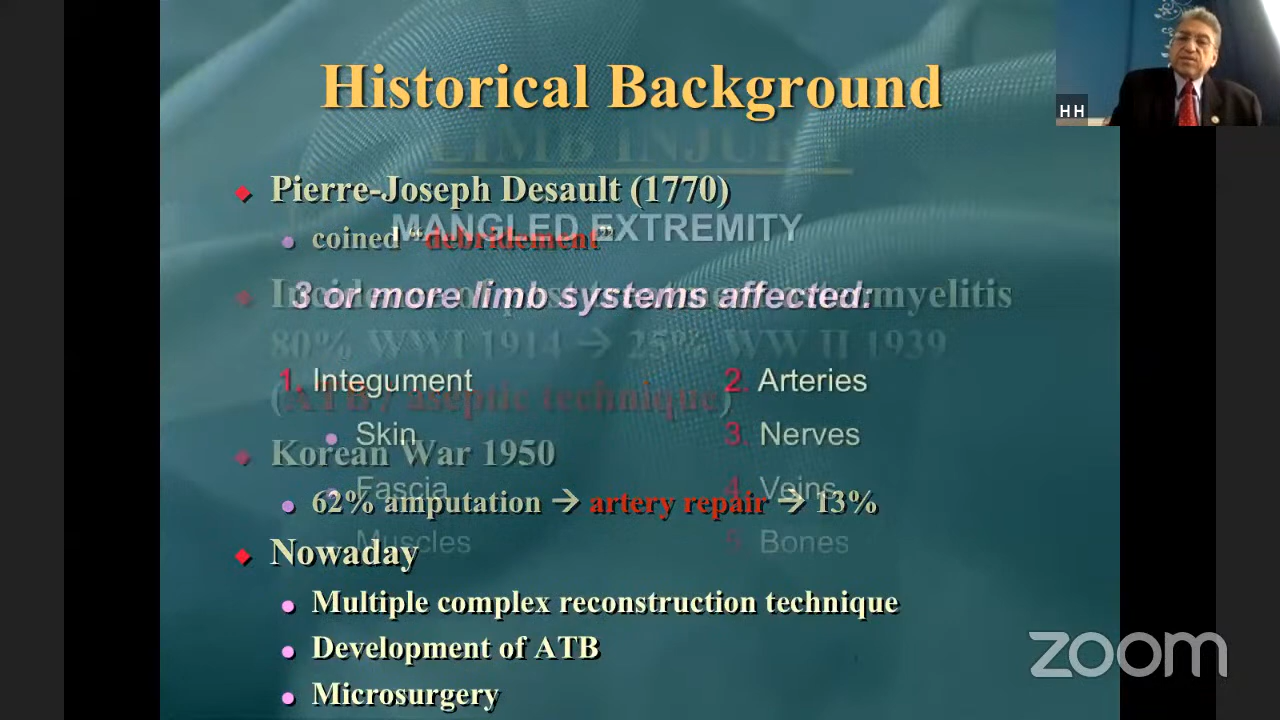 Historical Background
LIMB INJURY
HH
Pierre-Joseph Desault (1770)
MANGLED EXTREMITY
coined “debridement”
3 or more limb systems affected:
80% WWI 1914 → 25% WW II 1939
1. Integument
2. Arteries
(ATB / aseptic technique)
Skin
3. Nerves
Korean War 1950
Fascia
4. Veins
62% amputation → artery repair → 13%
Muscles
5. Bones
Nowaday
Multiple complex reconstruction technique
Development of ATB
Microsurgery
zoom